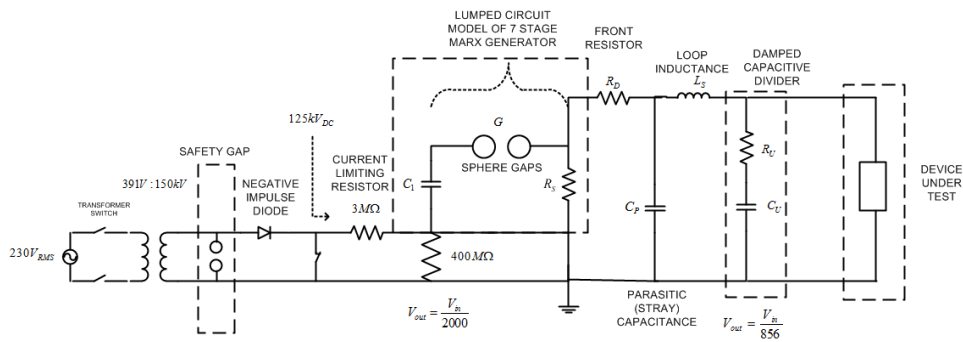 LUMPED CIRCUIT
MODEL OF 7 STAGE
MARX GENERATOR
FRONT
RESISTOR
R_D
LOOP
INDUCTANCE
L_S
DAMPED
CAPACITIVE
DIVIDER
125kV_DC
G
SPHERE GAPS
SAFETY GAP
391V : 150kV
NEGATIVE
IMPULSE
DIODE
CURRENT
LIMITING
RESISTOR
3MΩ
C_1
R_S
R_U
C_P
C_U
DEVICE
UNDER
TEST
TRANSFORMER
SWITCH
230V_RMS
400MΩ
V_out = V_in / 2000
PARASITIC
(STRAY)
CAPACITANCE
V_out = V_in / 856